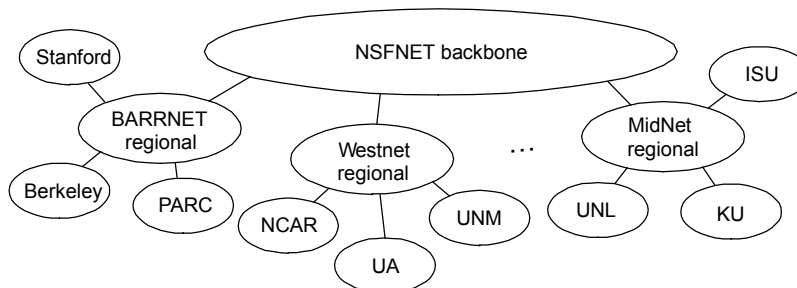 NSFNET backbone
Stanford
ISU
BARRNET
regional
MidNet
regional
Westnet
regional
…
Berkeley
PARC
NCAR
UNM
UNL
KU
UA